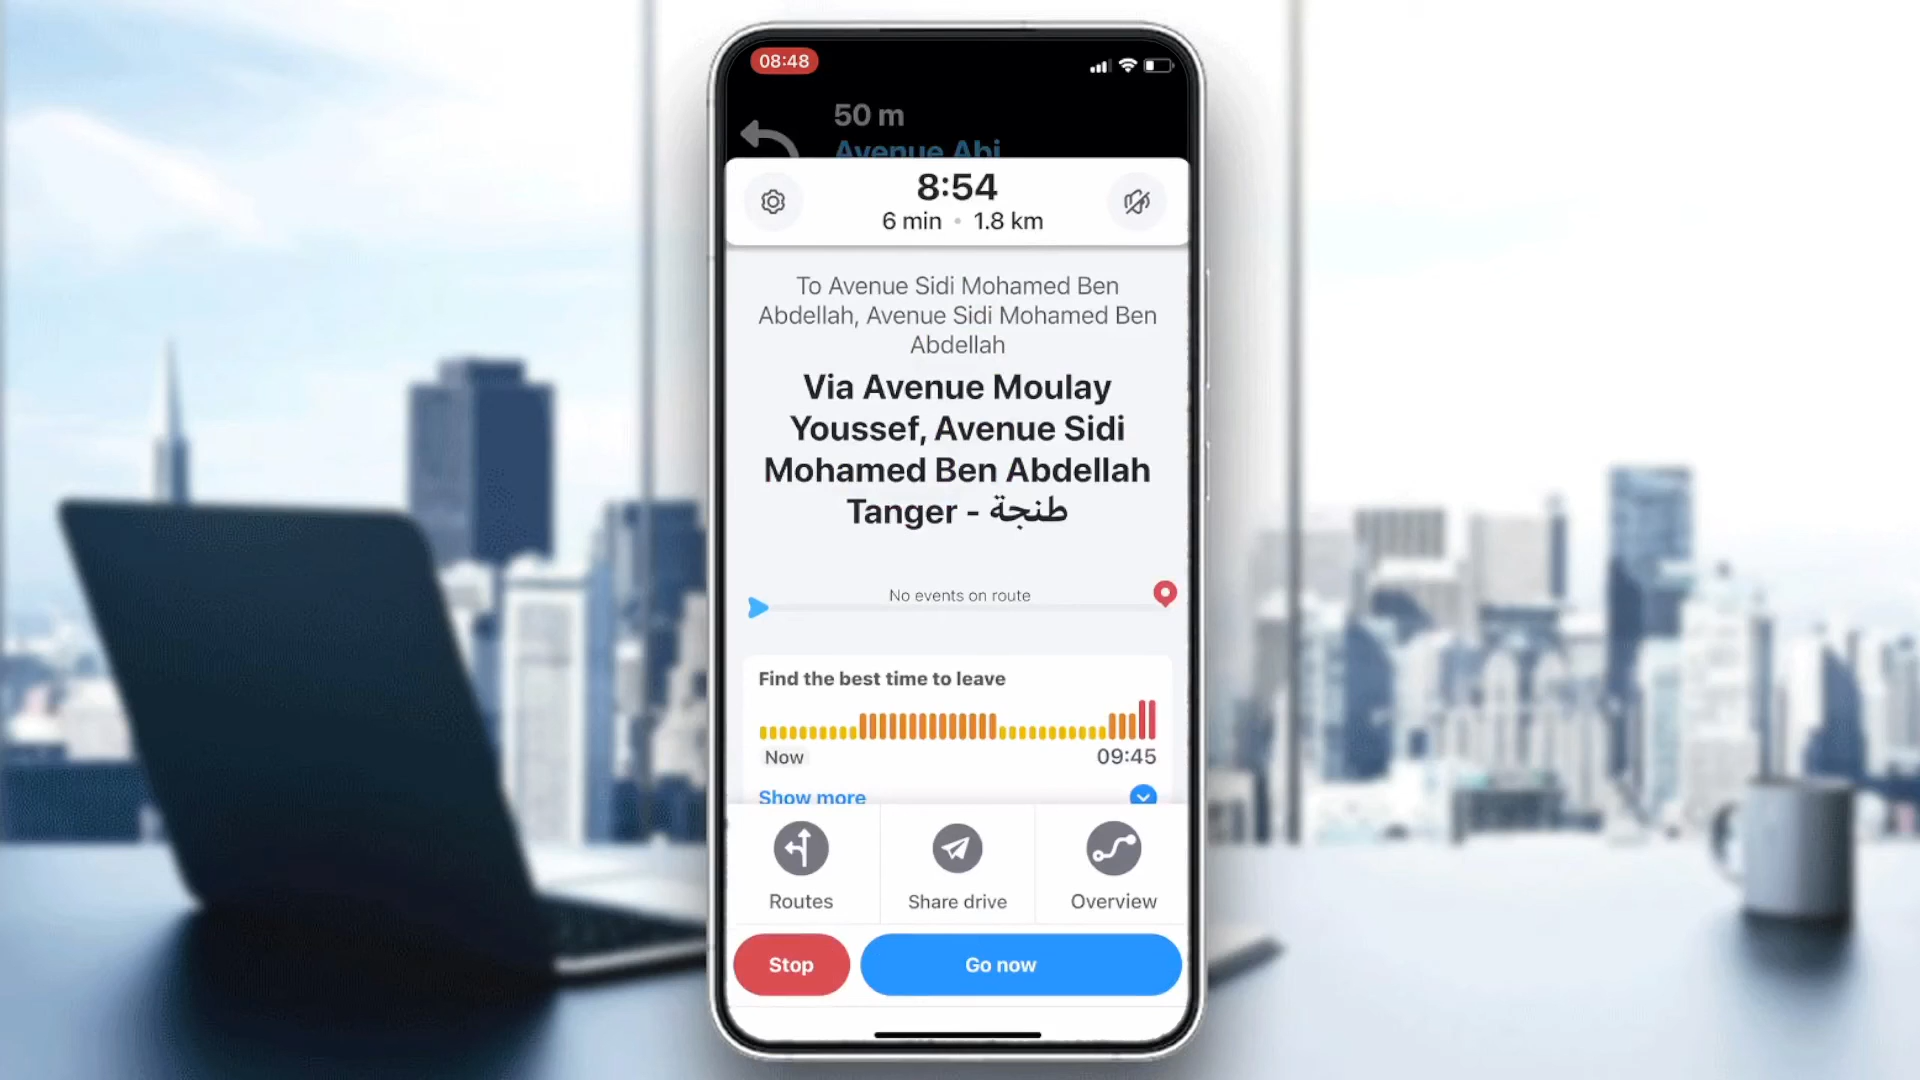 08:48
50 m
Avenue Abi
8:54
6 min • 1.8 km
To Avenue Sidi Mohamed Ben
Abdellah, Avenue Sidi Mohamed Ben
Abdellah
Via Avenue Moulay
Youssef, Avenue Sidi
Mohamed Ben Abdellah
Tanger - طنجة
No events on route
Find the best time to leave
Now
09:45
Show more
Routes
Share drive
Overview
Stop
Go now